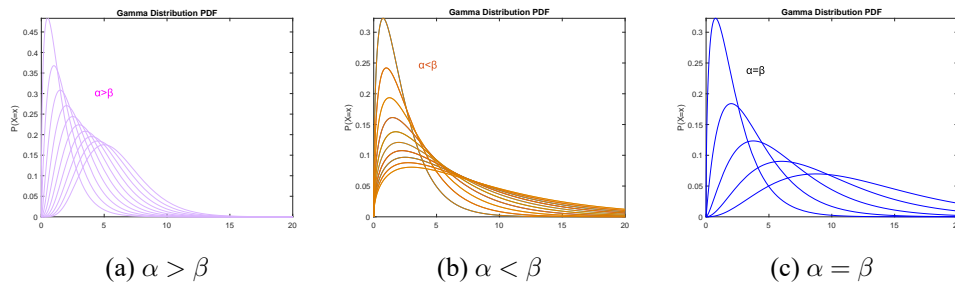 Gamma Distribution PDF
0.45
0.4
0.35
0.3
0.25
0.2
0.15
0.1
0.05
0
P(X=x)
α>β
0 5 10 15 20
(a) α > β
Gamma Distribution PDF
0.3
0.25
0.2
0.15
0.1
0.05
0
P(X=x)
α<β
0 5 10 15 20
(b) α < β
Gamma Distribution PDF
0.3
0.25
0.2
0.15
0.1
0.05
0
P(X=x)
α=β
0 5 10 15 20
(c) α = β